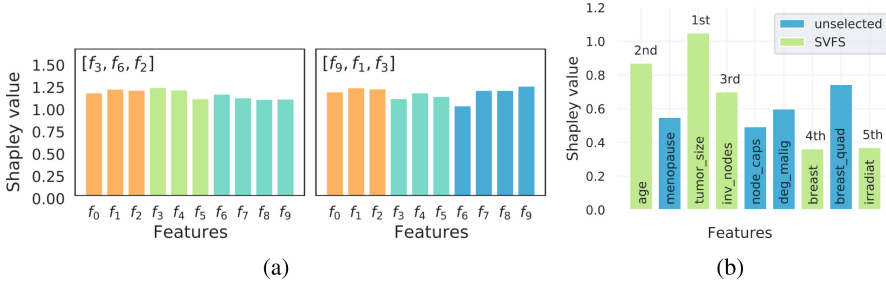 [f3, f6, f2]
[f9, f1, f3]
Shapley value
1.50
1.25
1.00
0.75
0.50
0.25
0.00
f0 f1 f2 f3 f4 f5 f6 f7 f8 f9
f0 f1 f2 f3 f4 f5 f6 f7 f8 f9
Features
Features
(a)
Shapley value
1.2
1.0
0.8
0.6
0.4
0.2
0.0
unselected
SVFS
2nd
1st
3rd
4th
5th
age
menopause
tumor_size
inv_nodes
node_caps
deg_malig
breast
breast_quad
irradiat
Features
(b)